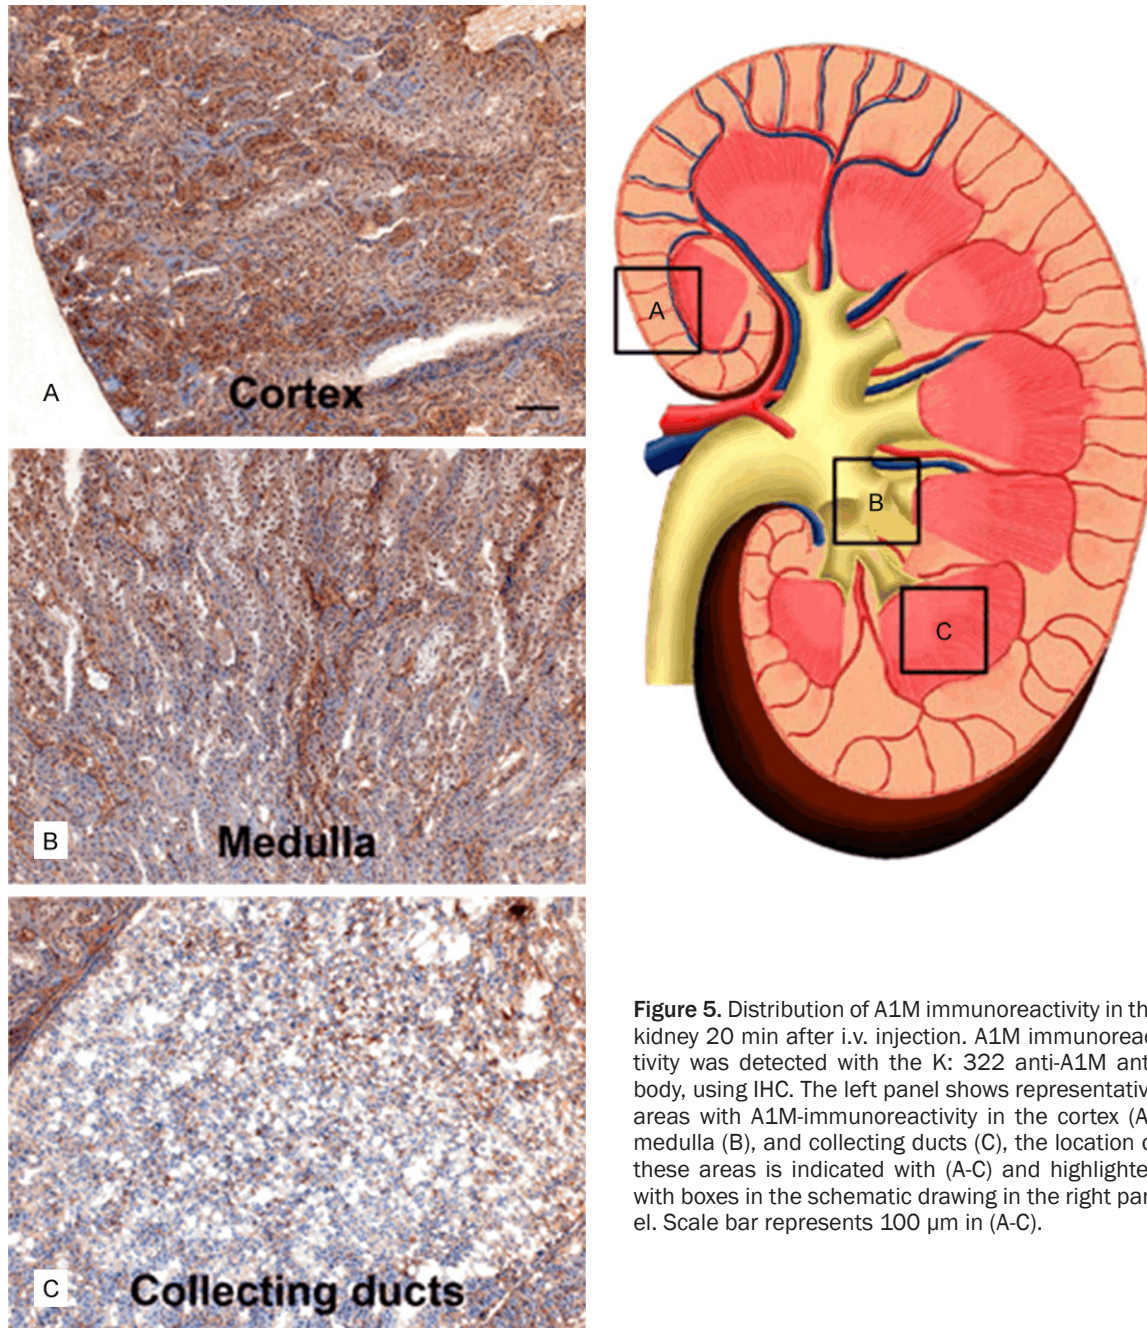 A
Cortex
B
Medulla
C
Collecting ducts
A
B
C
Figure 5. Distribution of A1M immunoreactivity in th
kidney 20 min after i.v. injection. A1M immunoreac
tivity was detected with the K: 322 anti-A1M ant
body, using IHC. The left panel shows representativ
areas with A1M-immunoreactivity in the cortex (A
medulla (B), and collecting ducts (C), the location o
these areas is indicated with (A-C) and highlighte
with boxes in the schematic drawing in the right pan
el. Scale bar represents 100 µm in (A-C).